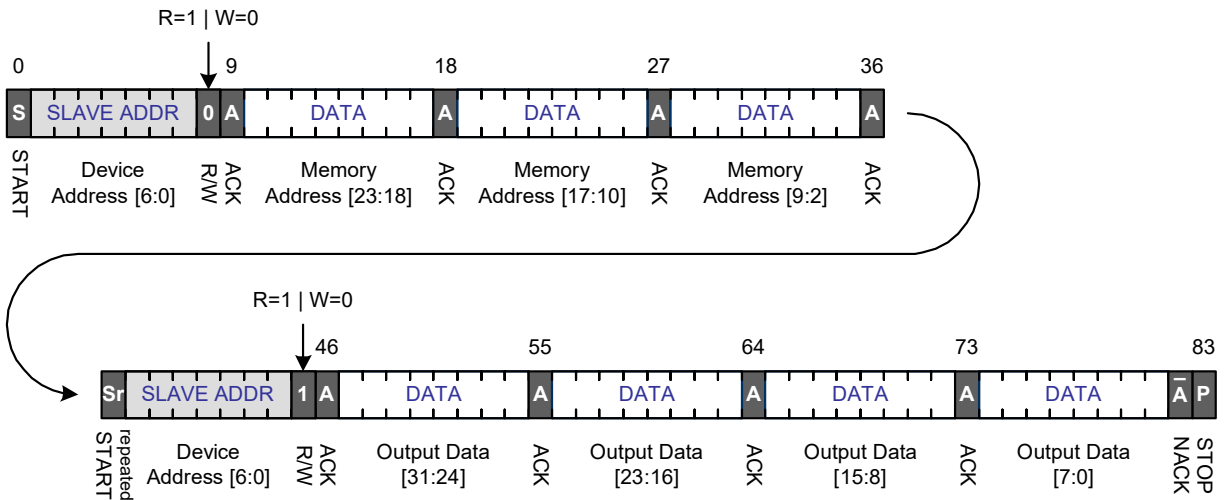 R=1 | W=0
0 9 18 27 36
S SLAVE ADDR 0 A DATA A DATA A DATA A
START
Device
Address [6:0]
R/W
ACK
Memory
Address [23:18]
ACK
Memory
Address [17:10]
ACK
Memory
Address [9:2]
ACK
R=1 | W=0
46 55 64 73 83
Sr SLAVE ADDR 1 A DATA A DATA A DATA A DATA Ā P
repeated
START
Device
Address [6:0]
R/W
ACK
Output Data
[31:24]
ACK
Output Data
[23:16]
ACK
Output Data
[15:8]
ACK
Output Data
[7:0]
NACK
STOP